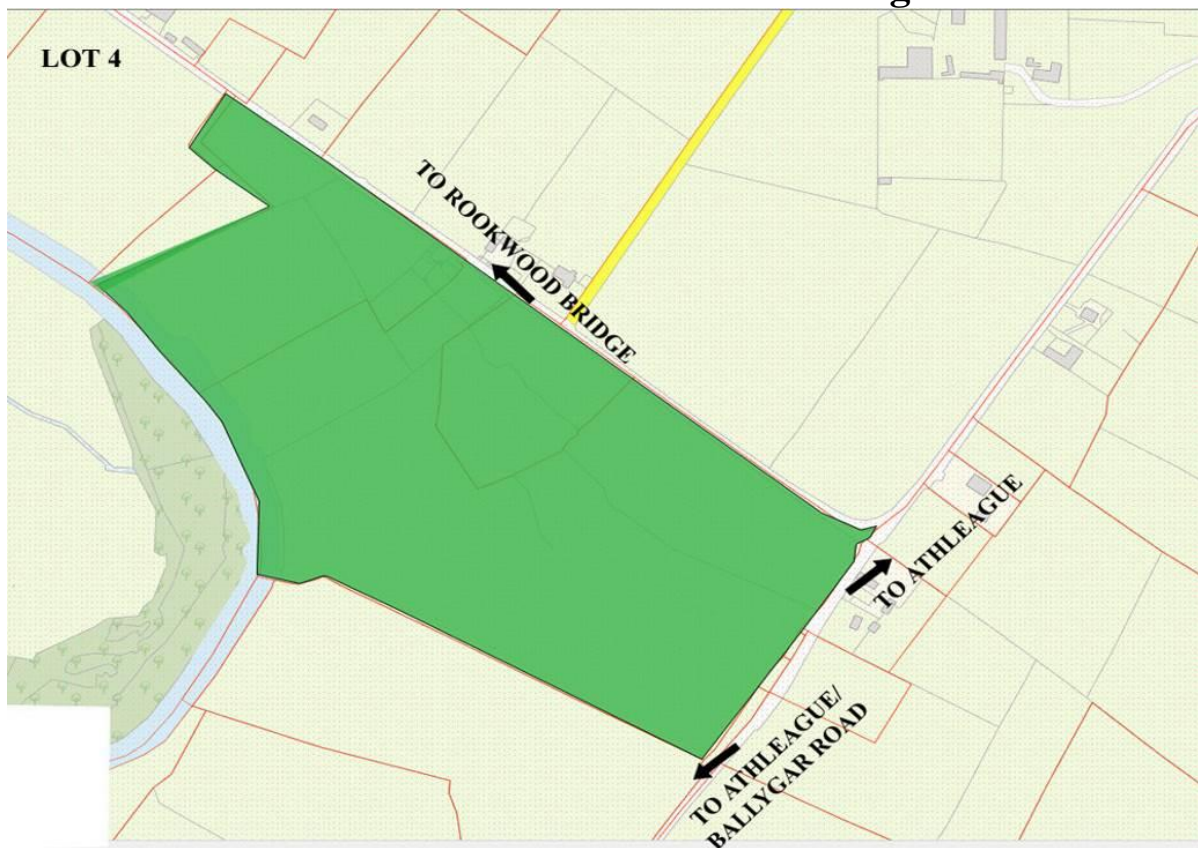 LOT 4
TO ROOKWOOD BRIDGE
TO ATHLEAGUE
TO ATHLEAGUE/
BALLYGAR ROAD